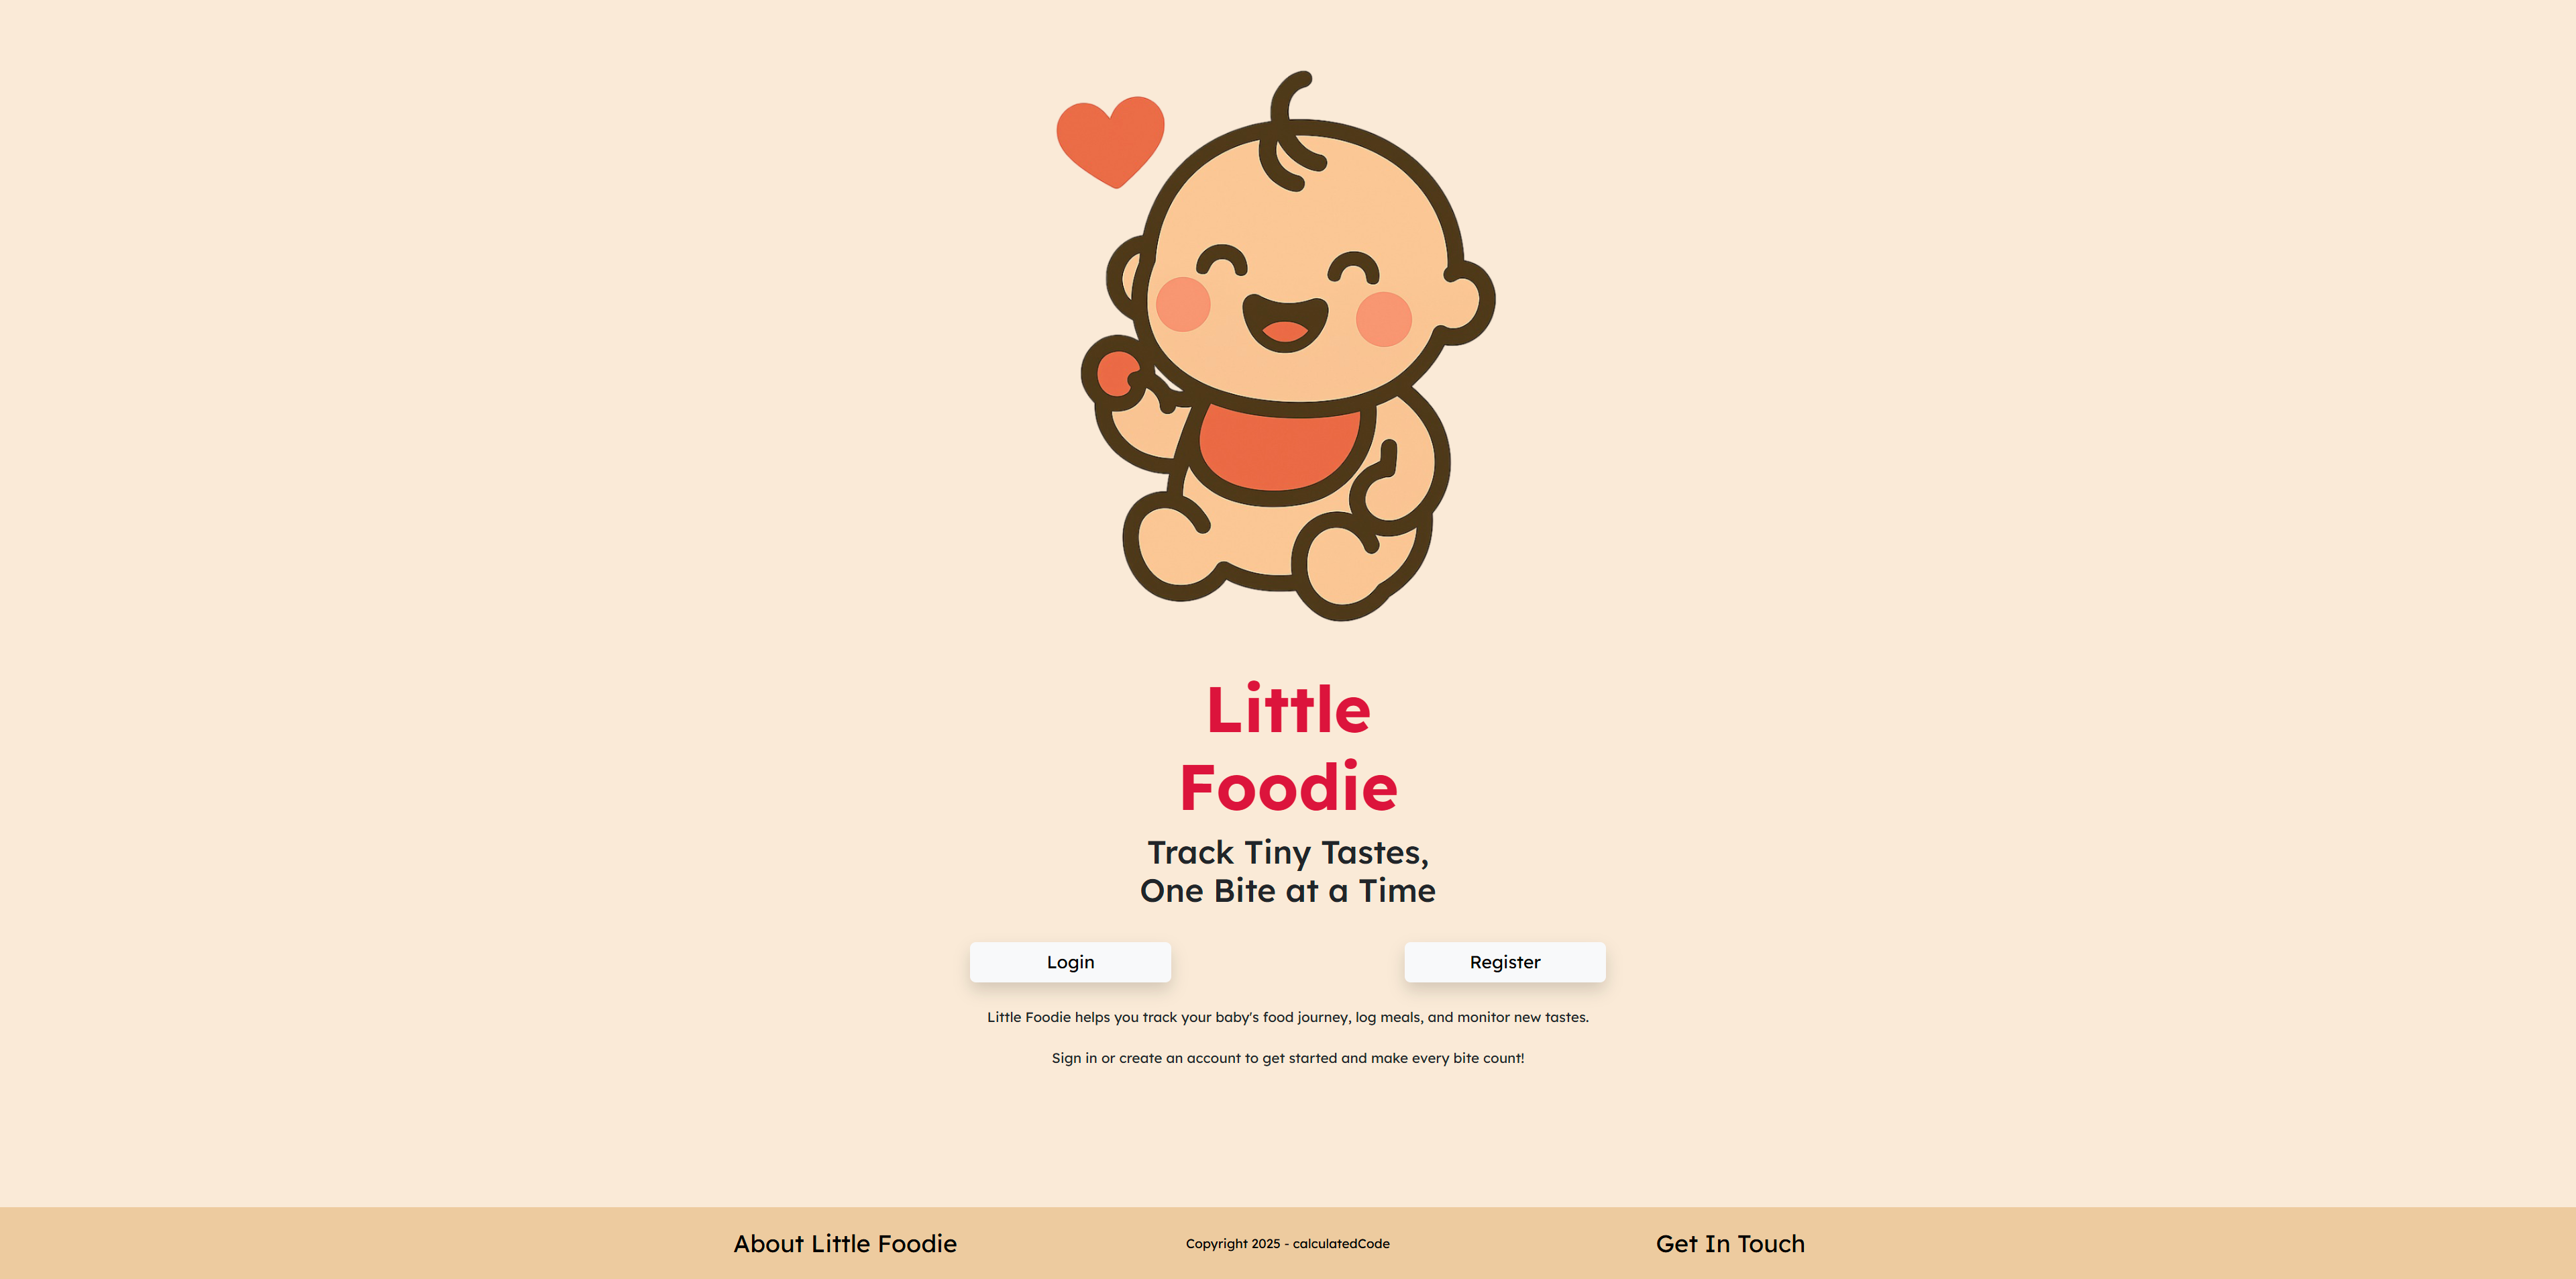 Little
Foodie
Track Tiny Tastes,
One Bite at a Time
Login
Register
Little Foodie helps you track your baby's food journey, log meals, and monitor new tastes.
Sign in or create an account to get started and make every bite count!
About Little Foodie
Copyright 2025 - calculatedCode
Get In Touch